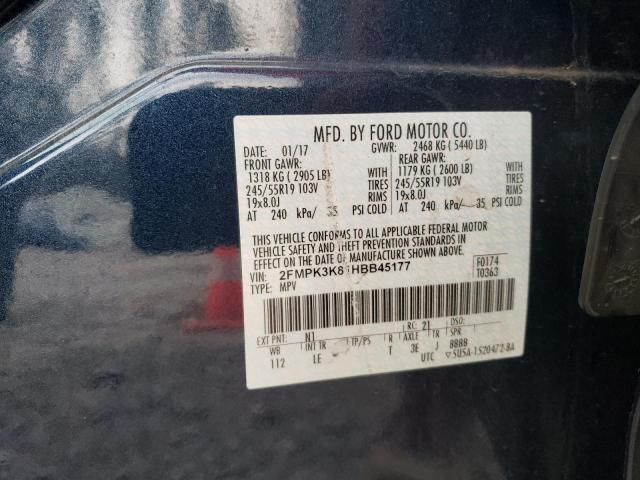 MFD. BY FORD MOTOR CO.
DATE: 01/17 GVWR: 2468 KG ( 5440 LB)
FRONT GAWR: REAR GAWR:
1318 KG ( 2905 LB) 1179 KG ( 2600 LB)
245/55R19 103V TIRES 245/55R19 103V TIRES
19x8.0J RIMS 19x8.0J RIMS
AT 240 kPa/ 35 PSI COLD AT 240 kPa/ 35 PSI COLD
THIS VEHICLE CONFORMS TO ALL APPLICABLE FEDERAL MOTOR
VEHICLE SAFETY AND THEFT PREVENTION STANDARDS IN
EFFECT ON THE DATE OF MANUFACTURE SHOWN ABOVE.
VIN: 2FMPK3K81HBB45177 F0174
TYPE: MPV T0363
EXT PNT: N1 RC: 21 DSO:
WB INT TR TP/PS R AXLE TR SPR
112 LE T 3E J 8888
UTC ▽5U5A-1520472-BA